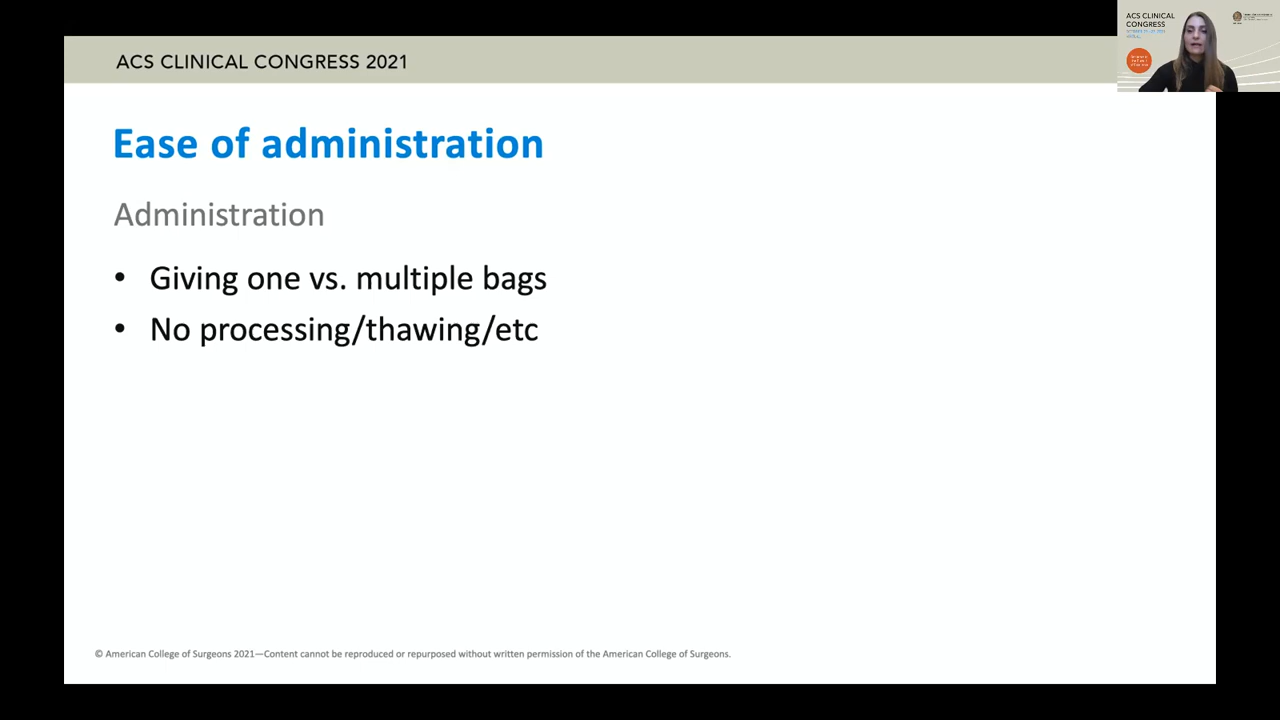 ACS CLINICAL CONGRESS 2021
ACS CLINICAL
CONGRESS
Ease of administration
Administration
• Giving one vs. multiple bags
• No processing/thawing/etc
© American College of Surgeons 2021—Content cannot be reproduced or repurposed without written permission of the American College of Surgeons.